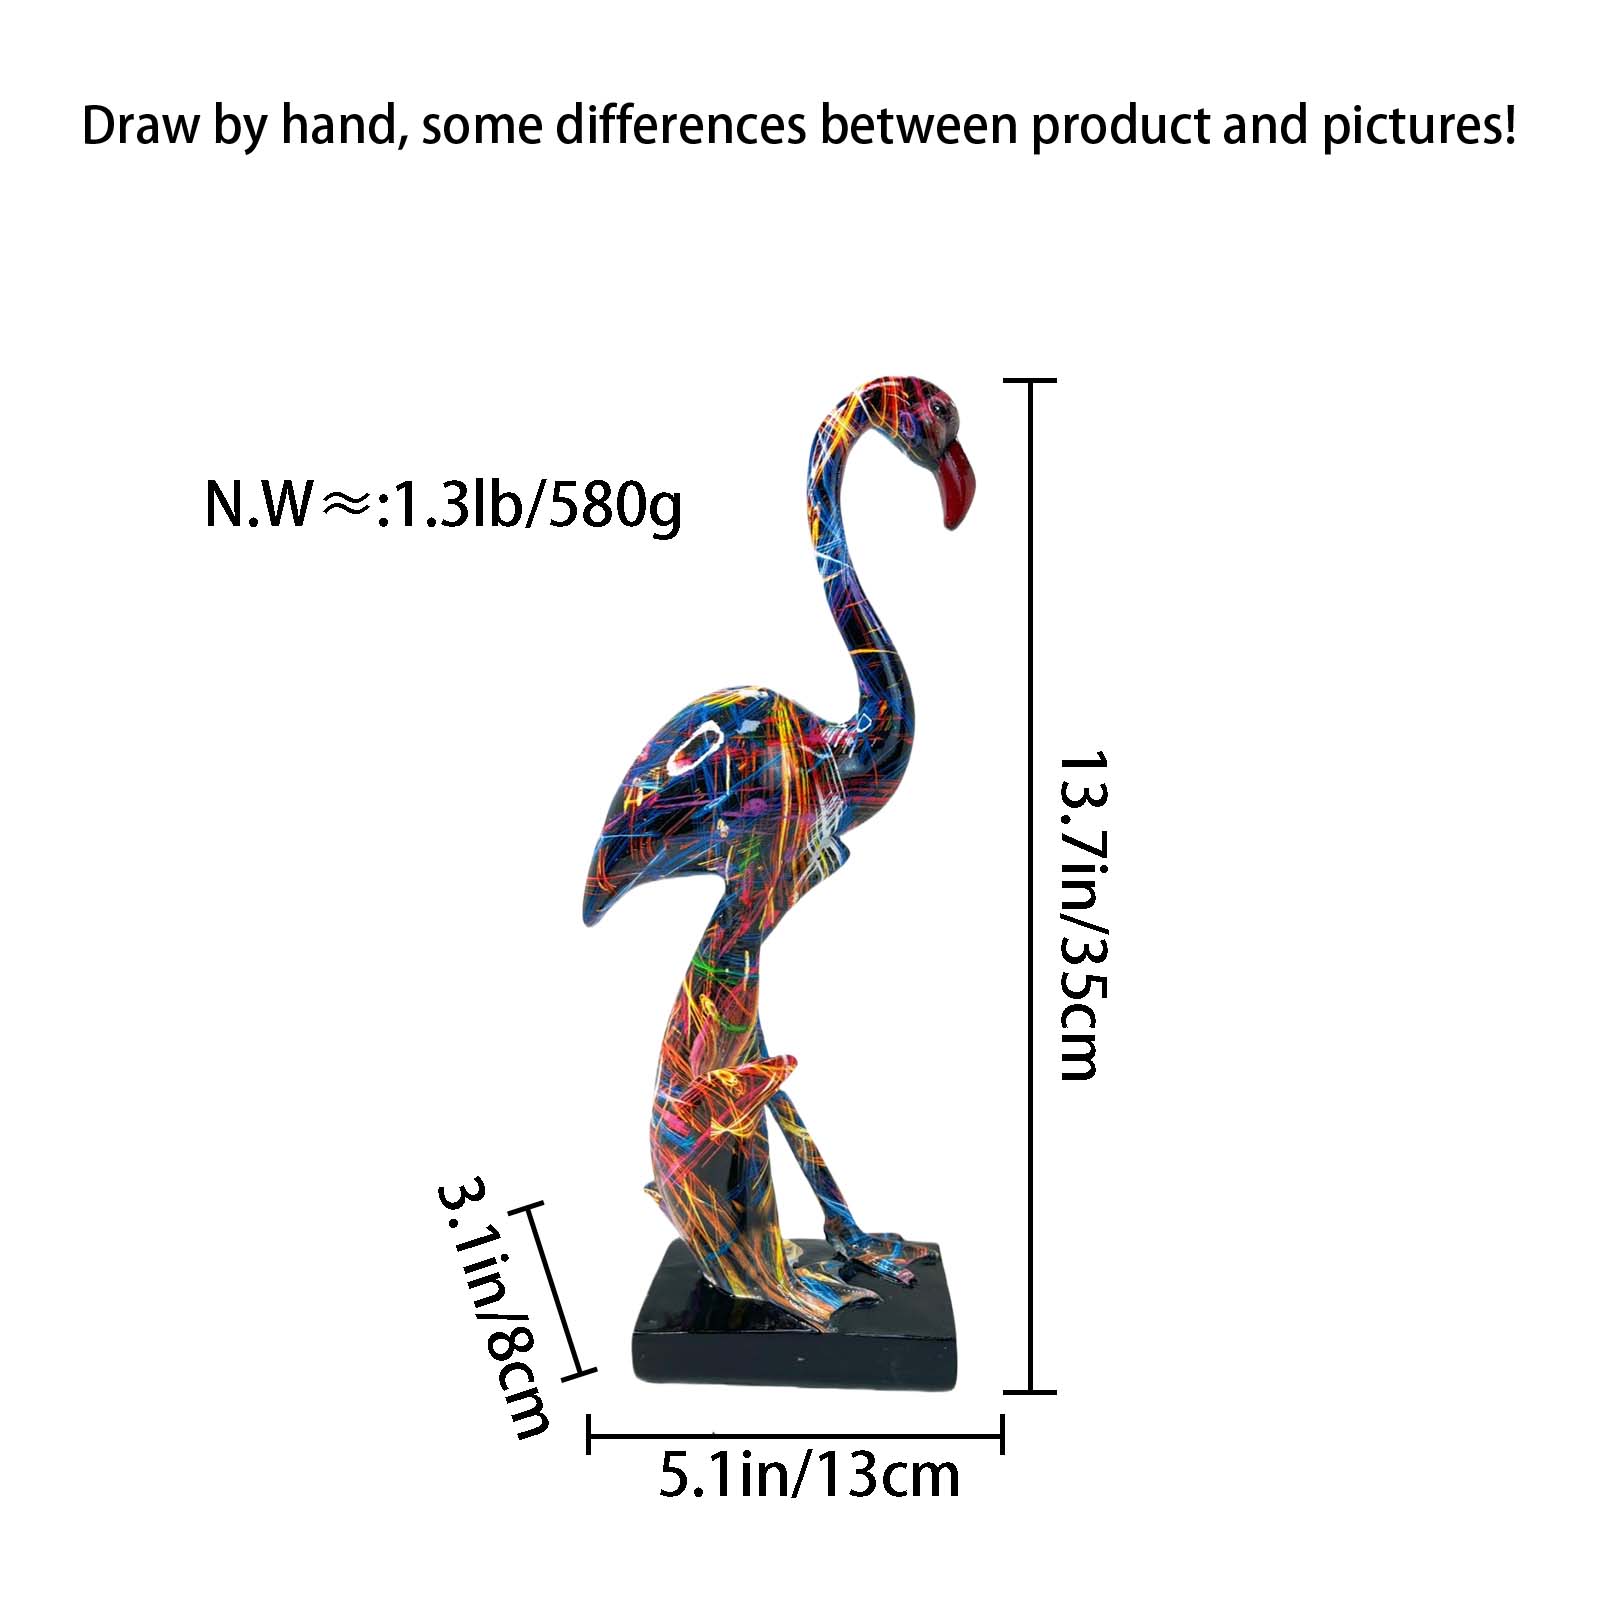 Draw by hand, some differences between product and pictures!
N.W≈:1.3lb/580g
13.7in/35cm
3.1in/8cm
5.1in/13cm